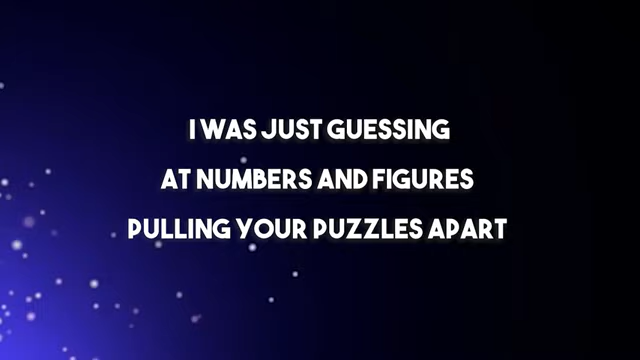 I WAS JUST GUESSING
AT NUMBERS AND FIGURES
PULLING YOUR PUZZLES APART